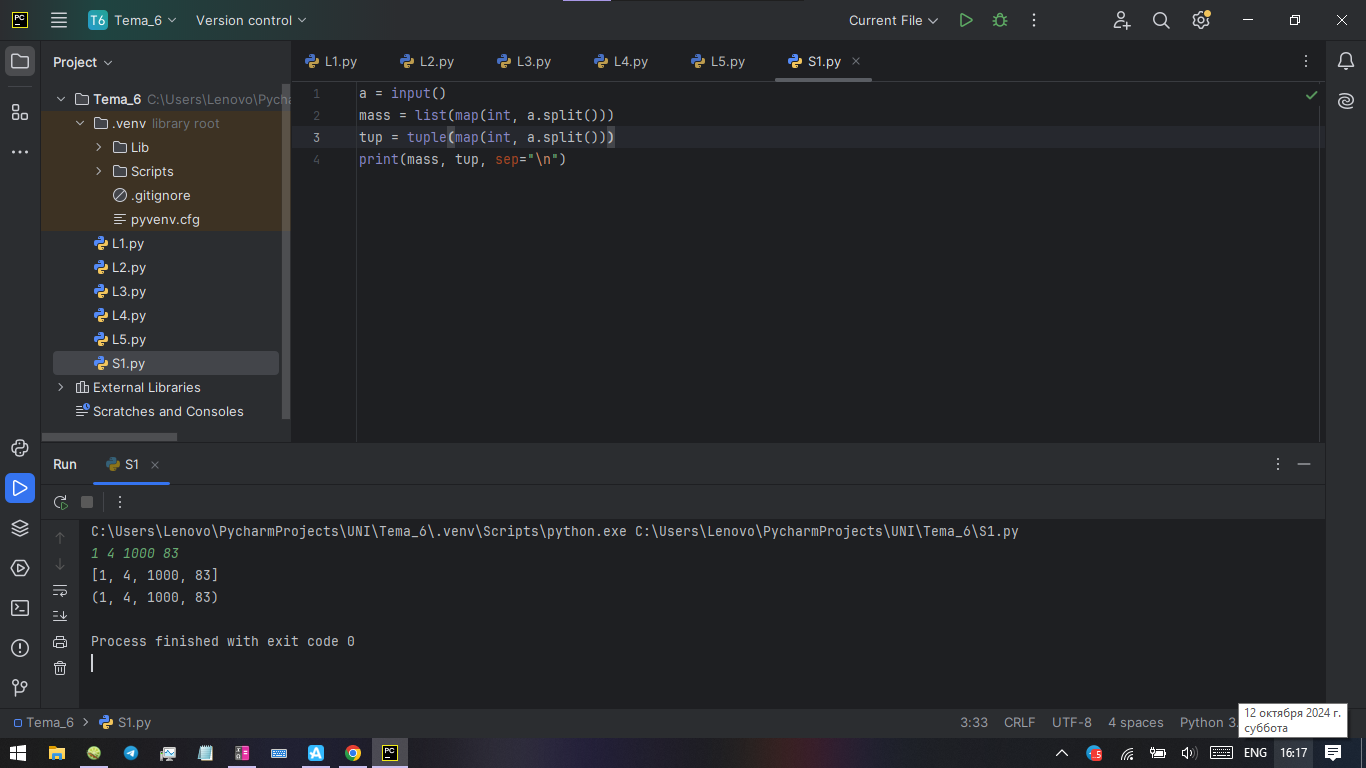 PC T6 Tema_6 Version control Current File
Project
L1.py L2.py L3.py L4.py L5.py S1.py
Tema_6 C:\Users\Lenovo\Pycha
.venv library root
Lib
Scripts
.gitignore
pyvenv.cfg
L1.py
L2.py
L3.py
L4.py
L5.py
S1.py
External Libraries
Scratches and Consoles
1 a = input()
2 mass = list(map(int, a.split()))
3 tup = tuple(map(int, a.split()))
4 print(mass, tup, sep="\n")
Run S1
C:\Users\Lenovo\PycharmProjects\UNI\Tema_6\.venv\Scripts\python.exe C:\Users\Lenovo\PycharmProjects\UNI\Tema_6\S1.py
1 4 1000 83
[1, 4, 1000, 83]
(1, 4, 1000, 83)
Process finished with exit code 0
Tema_6 > S1.py 3:33 CRLF UTF-8 4 spaces Python 3.
12 октября 2024 г.
суббота
PC ENG 16:17